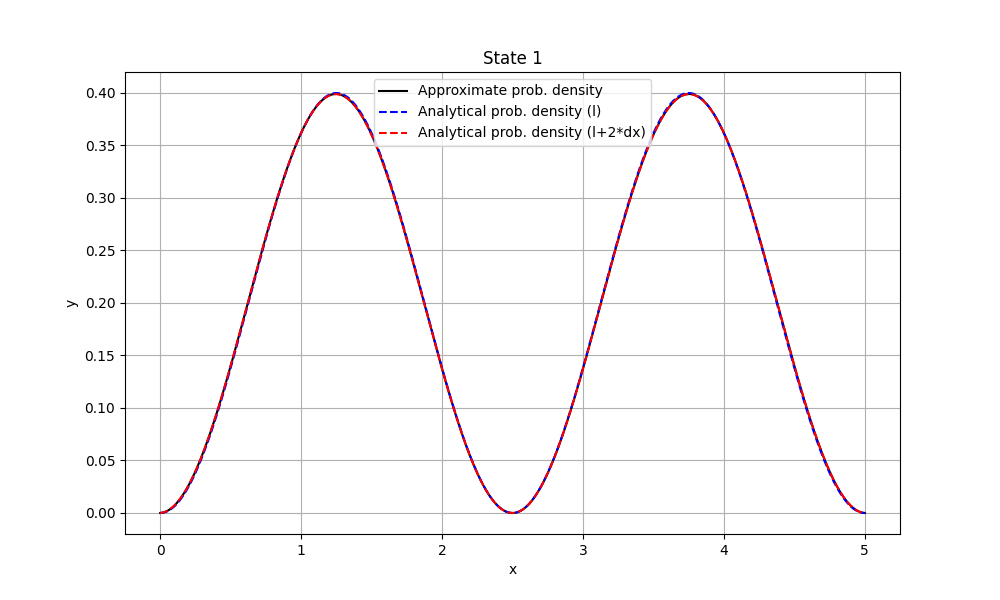 State 1
Approximate prob. density
Analytical prob. density (l)
Analytical prob. density (l+2*dx)
0.40
0.35
0.30
0.25
0.20
0.15
0.10
0.05
0.00
y
0 1 2 3 4 5
x